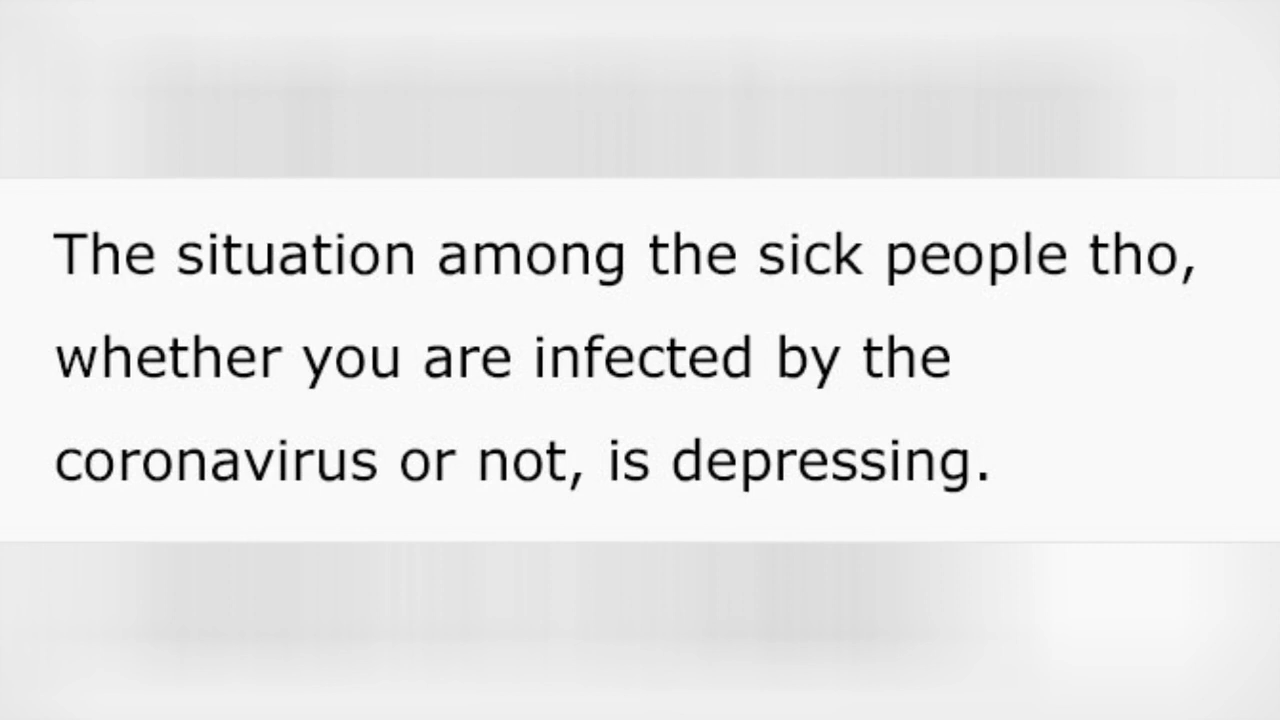 The situation among the sick people tho,
whether you are infected by the
coronavirus or not, is depressing.